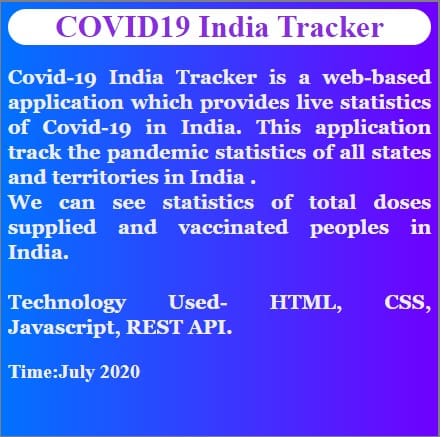 COVID19 India Tracker
Covid-19 India Tracker is a web-based
application which provides live statistics
of Covid-19 in India. This application
track the pandemic statistics of all states
and territories in India .
We can see statistics of total doses
supplied and vaccinated peoples in
India.
Technology Used- HTML, CSS,
Javascript, REST API.
Time:July 2020